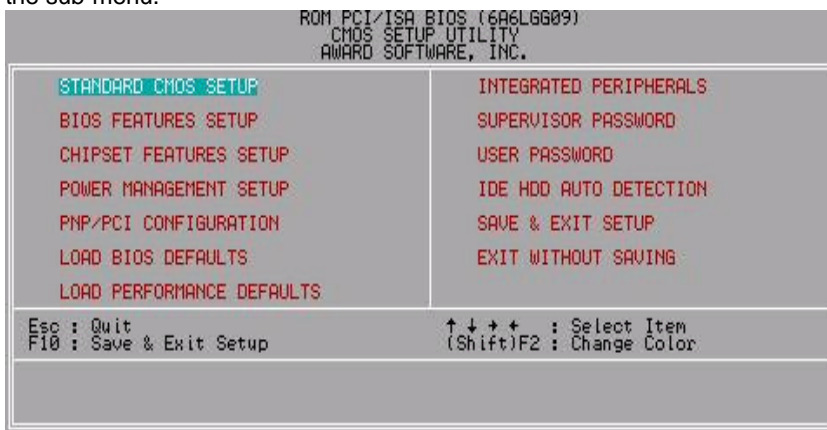 the sub menu.
ROM PCI/ISA BIOS (6A6LGG09)
CMOS SETUP UTILITY
AWARD SOFTWARE, INC.
STANDARD CMOS SETUP
BIOS FEATURES SETUP
CHIPSET FEATURES SETUP
POWER MANAGEMENT SETUP
PNP/PCI CONFIGURATION
LOAD BIOS DEFAULTS
LOAD PERFORMANCE DEFAULTS
INTEGRATED PERIPHERALS
SUPERVISOR PASSWORD
USER PASSWORD
IDE HDD AUTO DETECTION
SAVE & EXIT SETUP
EXIT WITHOUT SAVING
Esc : Quit
F10 : Save & Exit Setup
↑ ↓ → ← : Select Item
(Shift)F2 : Change Color